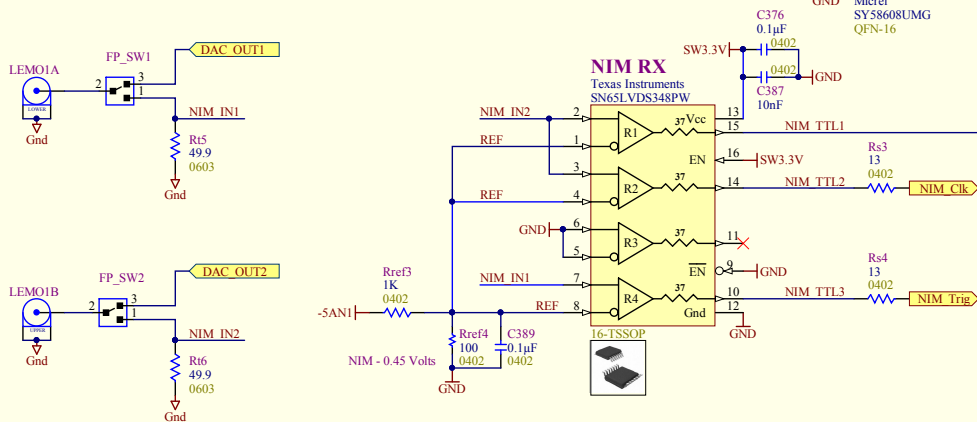 GND
Micrel
SY58608UMG
QFN-16
C376
0.1µF
0402
SW3.3V
0402
GND
C387
10nF
DAC_OUT1
LEMO1A
FP_SW1
2
3
1
LOWER
NIM_IN1
Gnd
Rt5
49.9
0603
Gnd
NIM RX
Texas Instruments
SN65LVDS348PW
NIM_IN2
2
R1
37
Vcc
13
15
NIM_TTL1
REF
1
EN
16
SW3.3V
3
R2
37
14
NIM_TTL2
Rs3
13
0402
NIM_Clk
REF
4
GND
6
R3
37
11
5
EN
9
GND
NIM_IN1
7
R4
37
10
NIM_TTL3
Rs4
13
0402
NIM_Trig
REF
8
Gnd
12
GND
16-TSSOP
DAC_OUT2
LEMO1B
FP_SW2
2
3
1
UPPER
NIM_IN2
Gnd
Rt6
49.9
0603
Gnd
Rref3
1K
0402
-5AN1
Rref4
100
0402
C389
0.1µF
0402
NIM - 0.45 Volts
GND